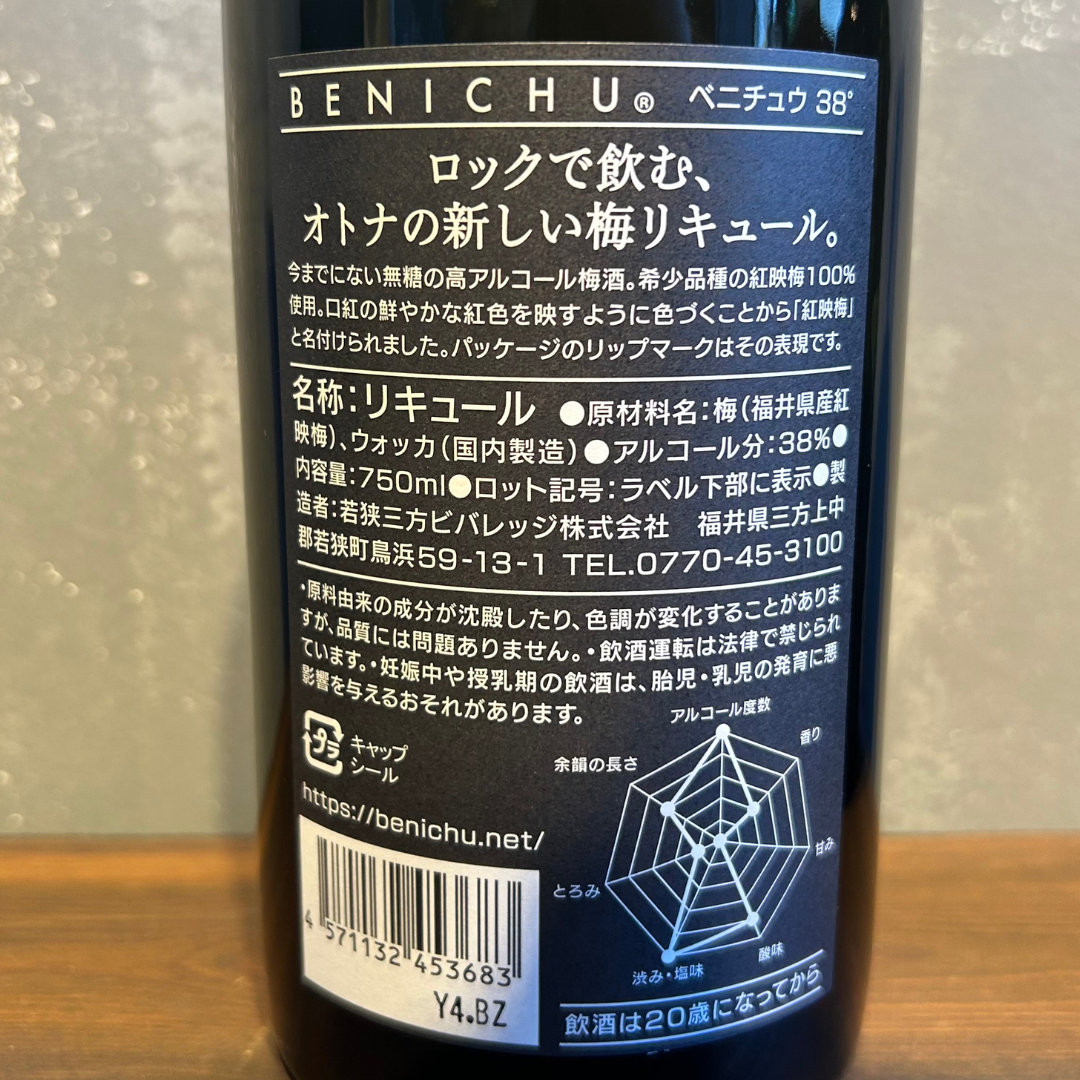 BENICHU® ベニチュウ 38°
ロックで飲む、
オトナの新しい梅リキュール。
今までにない無糖の高アルコール梅酒。希少品種の紅映梅100%
使用。口紅の鮮やかな紅色を映すように色づくことから「紅映梅」
と名付けられました。パッケージのリップマークはその表現です。
名称：リキュール ●原材料名：梅（福井県産紅
映梅）、ウォッカ（国内製造）●アルコール分：38%●
内容量：750ml●ロット記号：ラベル下部に表示●製
造者：若狭三方ビバレッジ株式会社 福井県三方上中
郡若狭町鳥浜59-13-1 TEL.0770-45-3100
・原料由来の成分が沈殿したり、色調が変化することがありま
すが、品質には問題ありません。・飲酒運転は法律で禁じられ
ています。・妊娠中や授乳期の飲酒は、胎児・乳児の発育に悪
影響を与えるおそれがあります。
プラ
キャップ
シール
https://benichu.net/
アルコール度数
香り
甘み
酸味
渋み・塩味
とろみ
余韻の長さ
4 571132 453683
Y4.BZ
飲酒は20歳になってから